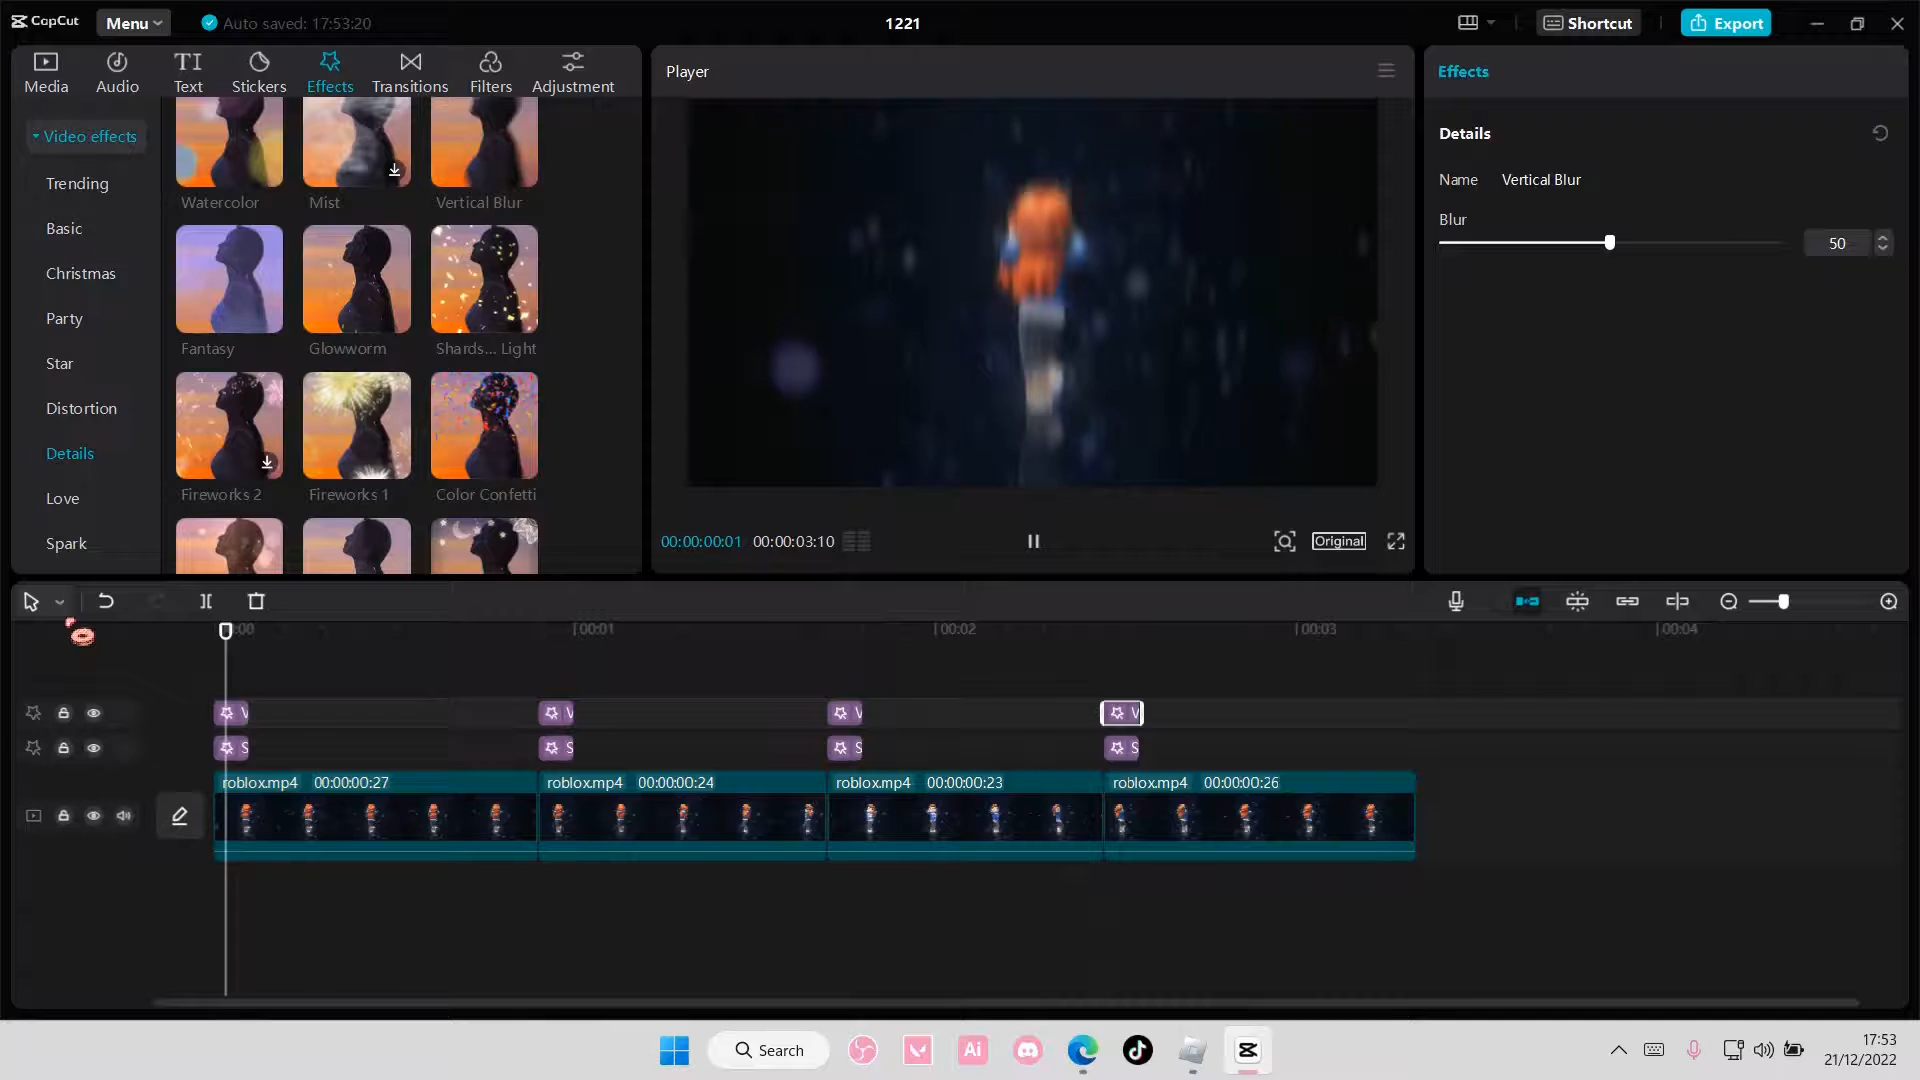 CapCut
Menu
Auto saved: 17:53:20
1221
Shortcut
Export
Media
Audio
TI
Text
Stickers
Effects
Transitions
Filters
Adjustment
Video effects
Trending
Basic
Christmas
Party
Star
Distortion
Details
Love
Spark
Watercolor
Mist
Vertical Blur
Fantasy
Glowworm
Shards... Light
Fireworks 2
Fireworks 1
Color Confetti
Player
00:00:00:01 00:00:03:10
Original
Effects
Details
Name Vertical Blur
Blur
50
00:01
00:02
00:03
00:04
V
V
V
V
S
S
S
S
roblox.mp4 00:00:00:27
roblox.mp4 00:00:00:24
roblox.mp4 00:00:00:23
roblox.mp4 00:00:00:26
Search
Ai
17:53
21/12/2022